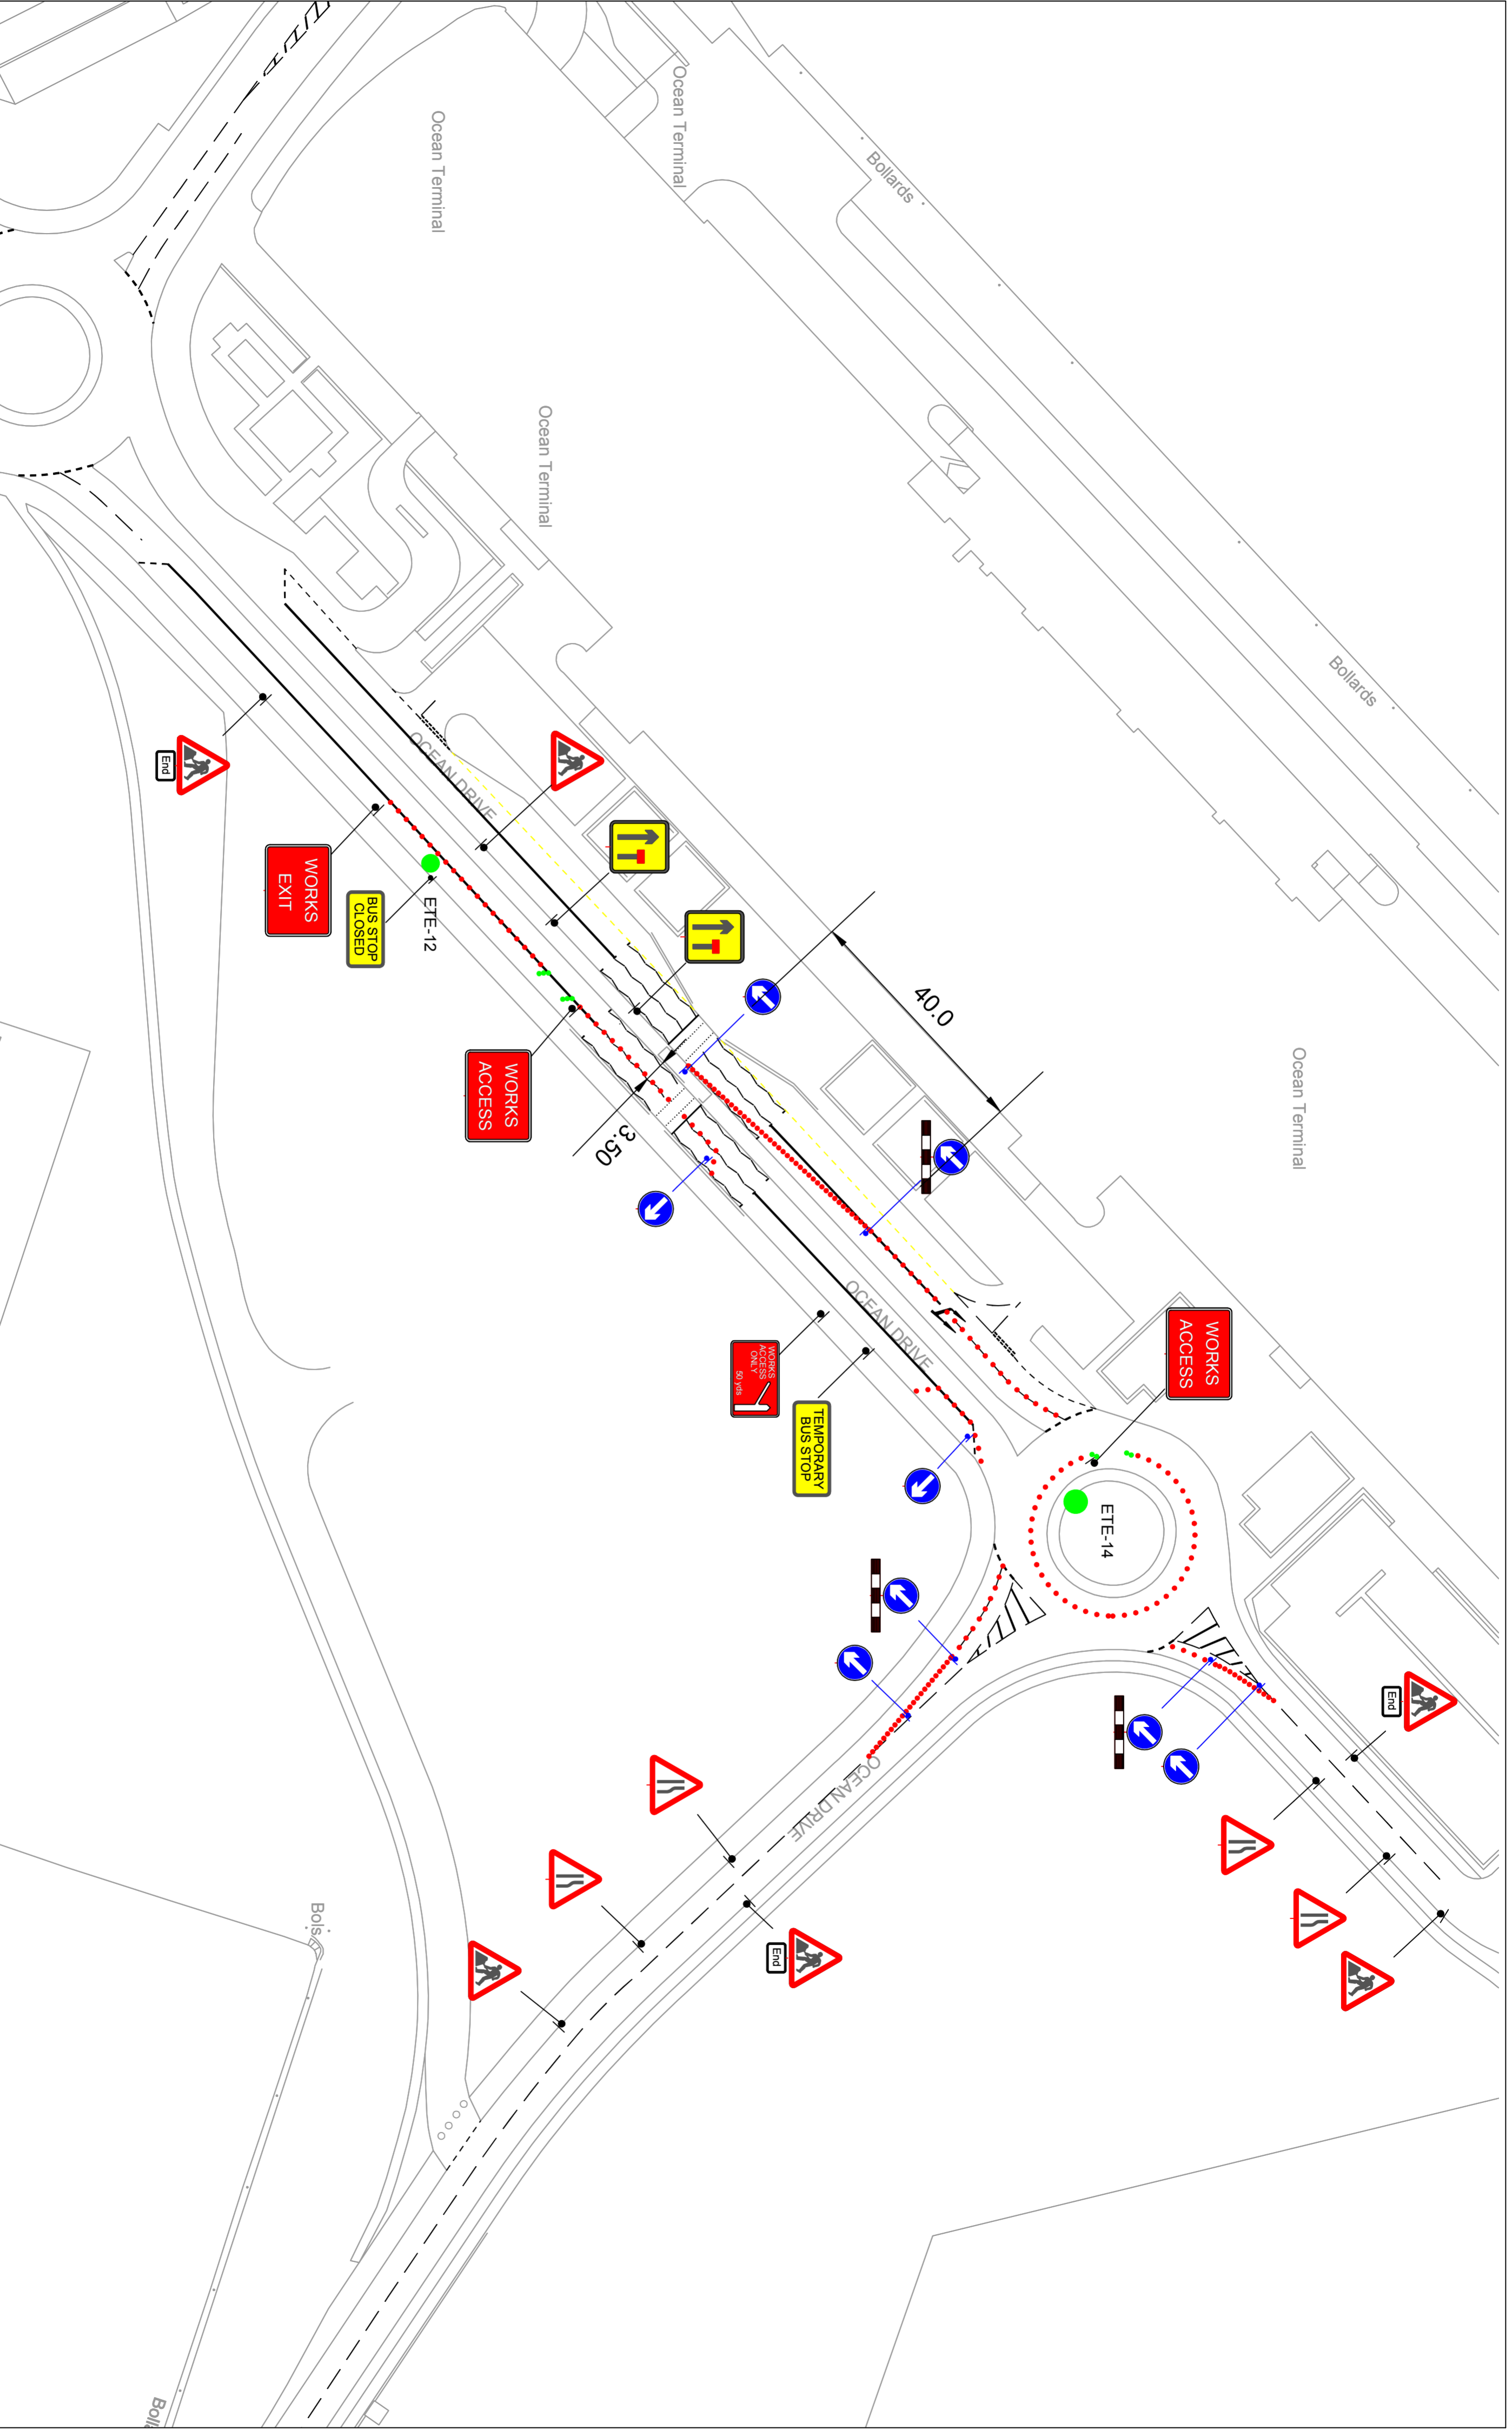 Ocean Terminal
Ocean Terminal
Bollards
Bollards
Ocean Terminal
Ocean Terminal
40.0
OCEAN DRIVE
End
WORKS
EXIT
BUS STOP
CLOSED
ETE-12
WORKS
ACCESS
3.50
OCEAN DRIVE
WORKS
ACCESS
WORKS
ACCESS
ONLY
50 yds
TEMPORARY
BUS STOP
ETE-14
End
OCEAN DRIVE
End
Bols